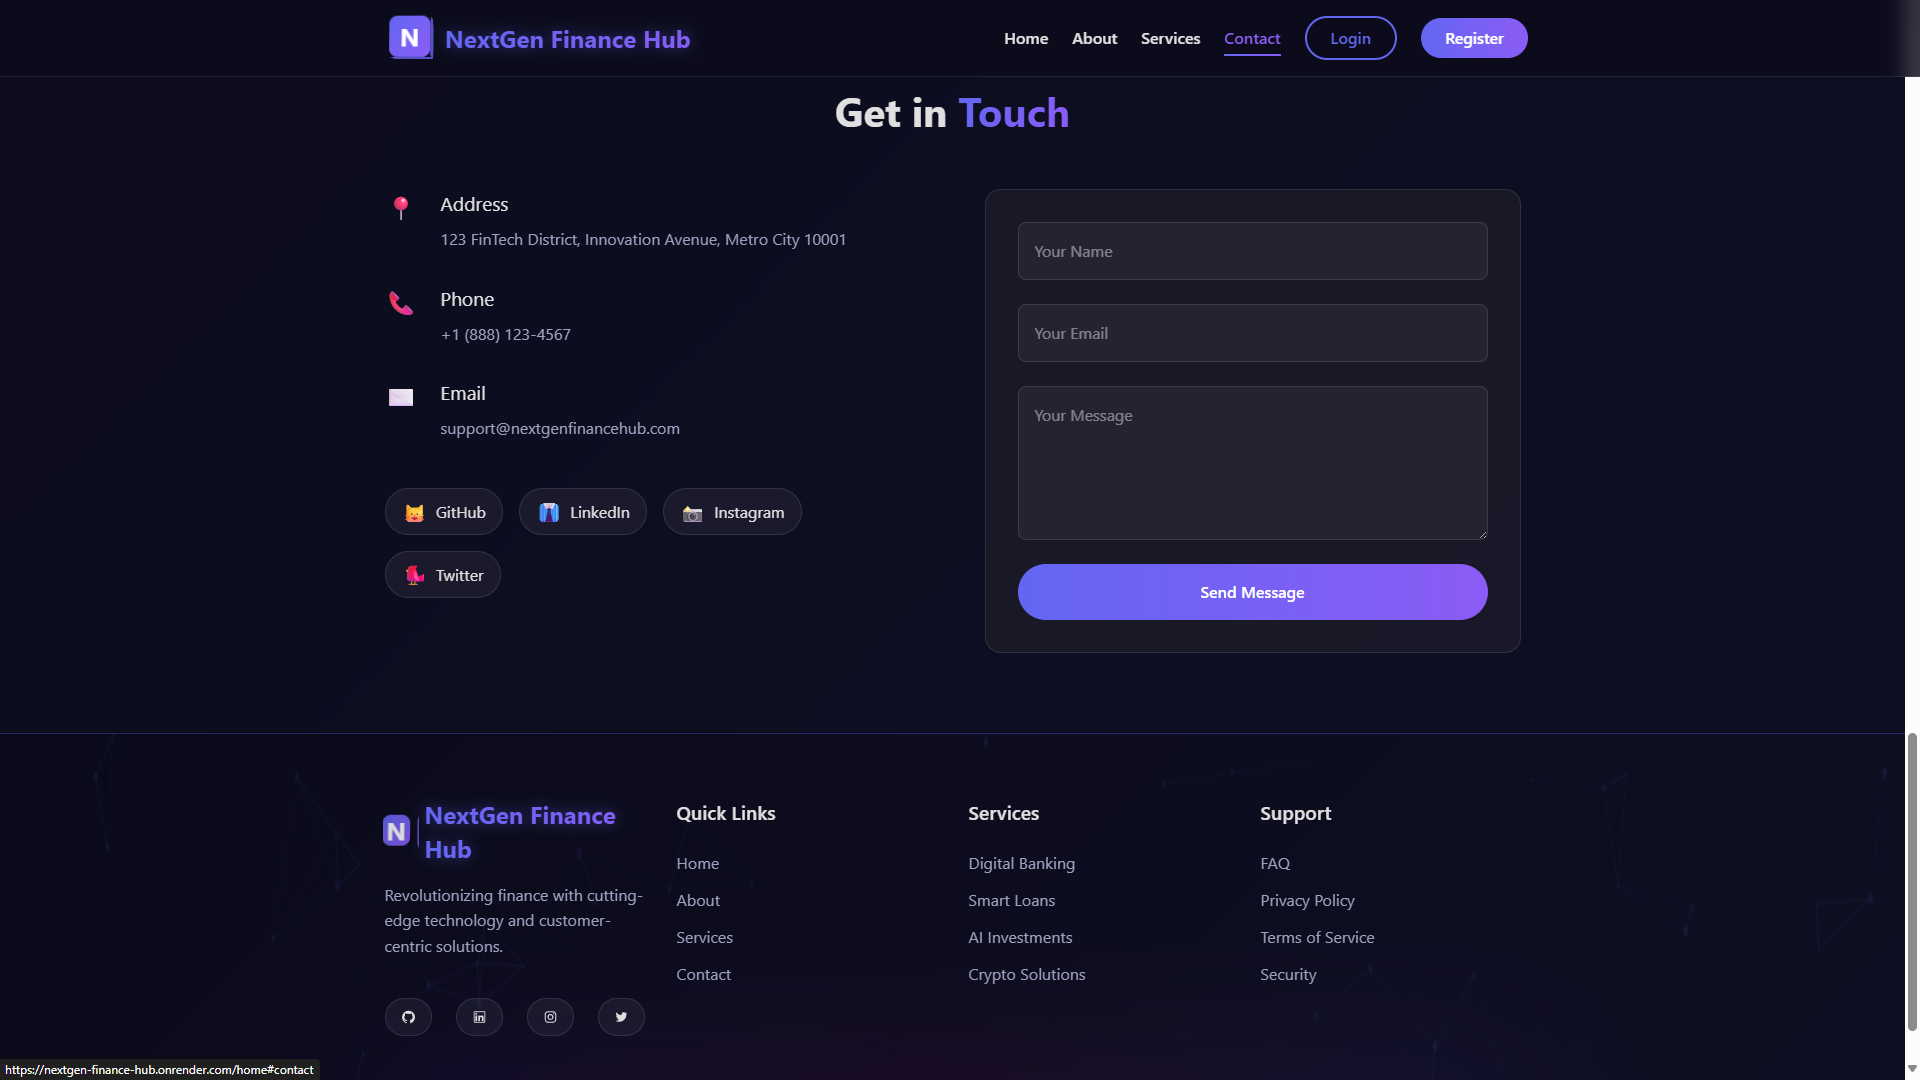 N NextGen Finance Hub
Home About Services Contact Login Register
Get in Touch
Address
123 FinTech District, Innovation Avenue, Metro City 10001
Phone
+1 (888) 123-4567
Email
support@nextgenfinancehub.com
GitHub LinkedIn Instagram
Twitter
Your Name
Your Email
Your Message
Send Message
N NextGen Finance
Hub
Revolutionizing finance with cutting-
edge technology and customer-
centric solutions.
Quick Links
Home
About
Services
Contact
Services
Digital Banking
Smart Loans
AI Investments
Crypto Solutions
Support
FAQ
Privacy Policy
Terms of Service
Security
https://nextgen-finance-hub.onrender.com/home#contact